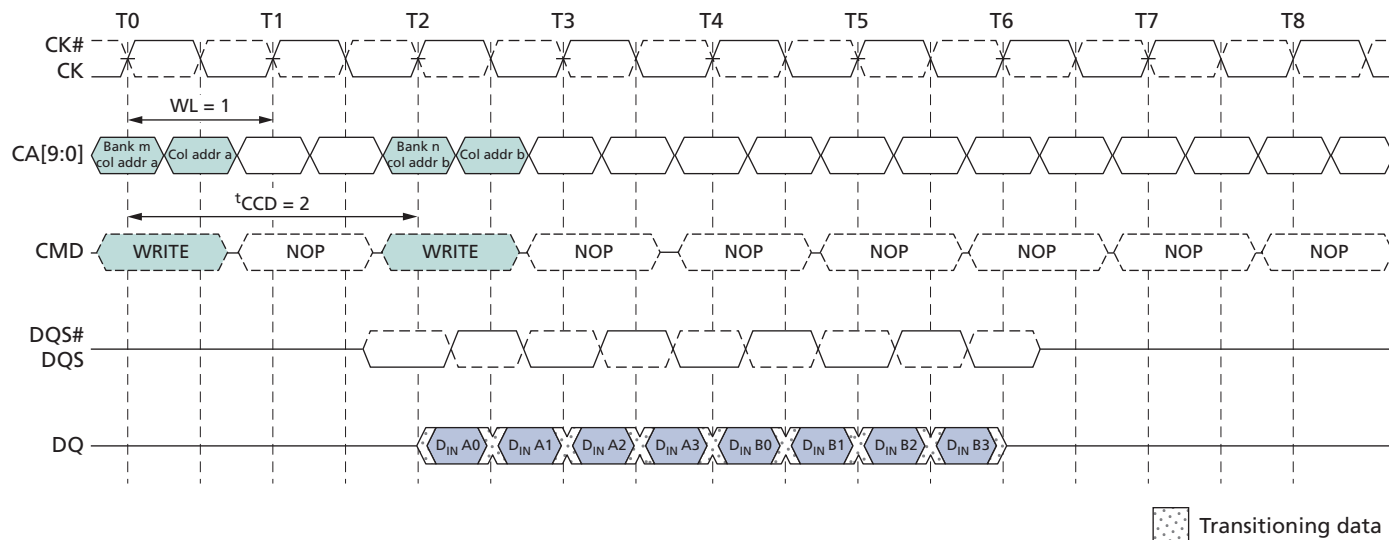 T0 T1 T2 T3 T4 T5 T6 T7 T8
CK#
CK
WL = 1
CA[9:0] Bank m col addr a Col addr a Bank n col addr b Col addr b
tCCD = 2
CMD WRITE NOP WRITE NOP NOP NOP NOP NOP NOP
DQS#
DQS
DQ DIN A0 DIN A1 DIN A2 DIN A3 DIN B0 DIN B1 DIN B2 DIN B3
Transitioning data